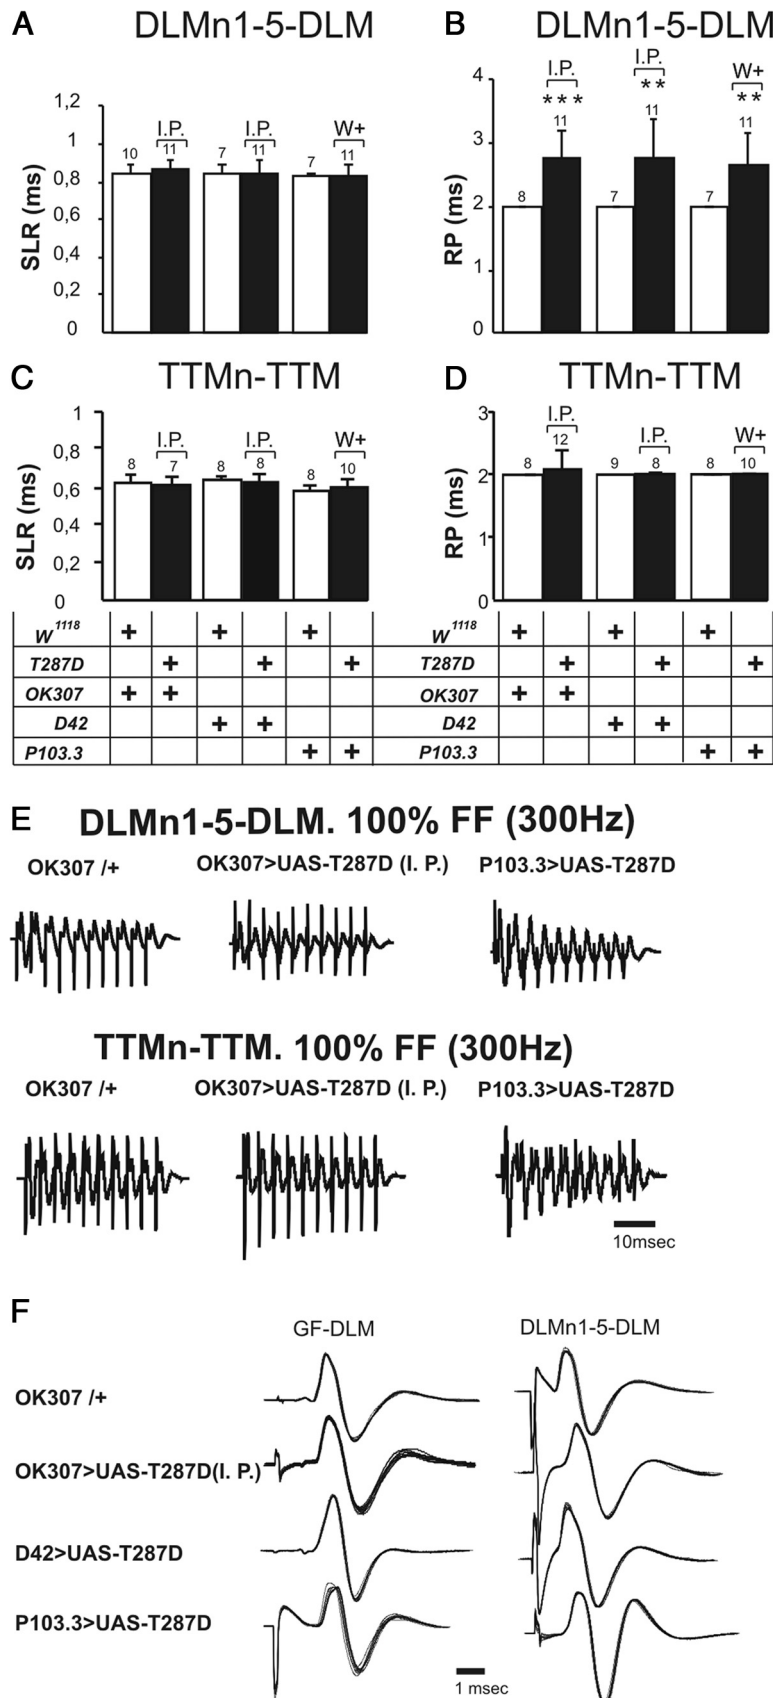 A DLMn1-5-DLM
SLR (ms)
1,2
1
0,8
0,6
0,4
0,2
0
10
I.P.
11
7
I.P.
11
7
W+
11
B DLMn1-5-DLM
RP (ms)
4
3
2
1
0
8
I.P.
***
11
7
I.P.
**
11
7
W+
**
11
C TTMn-TTM
SLR (ms)
1
0,8
0,6
0,4
0,2
0
8
I.P.
7
8
I.P.
8
8
W+
10
D TTMn-TTM
RP (ms)
3
2
1
0
8
I.P.
12
9
I.P.
8
8
W+
10
W1118 + + +
T287D + + +
OK307 + +
D42 + +
P103.3 + +
W1118 + + +
T287D + + +
OK307 + +
D42 + +
P103.3 + +
E DLMn1-5-DLM. 100% FF (300Hz)
OK307 /+ OK307>UAS-T287D (I. P.) P103.3>UAS-T287D
TTMn-TTM. 100% FF (300Hz)
OK307 /+ OK307>UAS-T287D (I. P.) P103.3>UAS-T287D
10msec
F
GF-DLM DLMn1-5-DLM
OK307 /+
OK307>UAS-T287D(I. P.)
D42>UAS-T287D
P103.3>UAS-T287D
1 msec